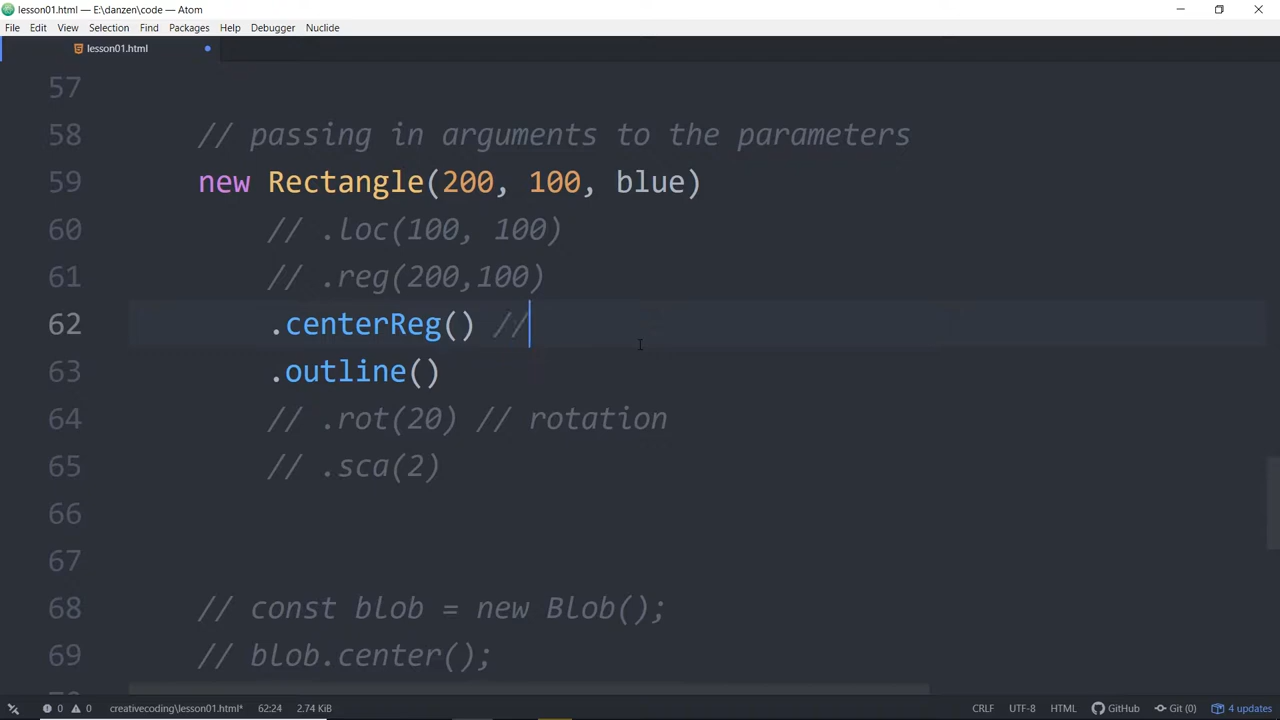 lesson01.html — E:\danzen\code — Atom
File Edit View Selection Find Packages Help Debugger Nuclide
lesson01.html
57
58 // passing in arguments to the parameters
59 new Rectangle(200, 100, blue)
60 // .loc(100, 100)
61 // .reg(200,100)
62 .centerReg() //
63 .outline()
64 // .rot(20) // rotation
65 // .sca(2)
66
67
68 // const blob = new Blob();
69 // blob.center();
0 0 creativecoding\lesson01.html* 62:24 2.74 KiB CRLF UTF-8 HTML GitHub Git (0) 4 updates